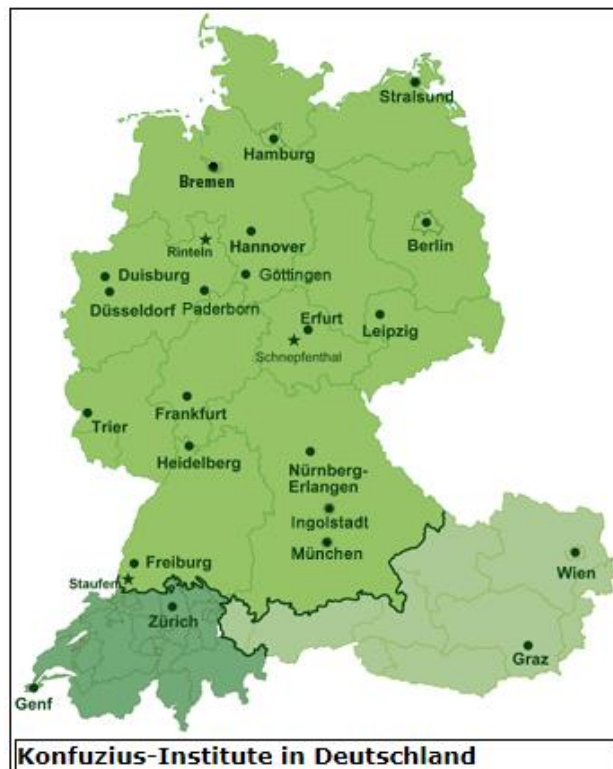 Stralsund
Hamburg
Bremen
Berlin
Rinteln
Hannover
Duisburg
Göttingen
Düsseldorf
Paderborn
Erfurt
Leipzig
Schnepfenthal
Trier
Frankfurt
Heidelberg
Nürnberg-
Erlangen
Ingolstadt
München
Freiburg
Staufen
Wien
Zürich
Graz
Genf
Konfuzius-Institute in Deutschland